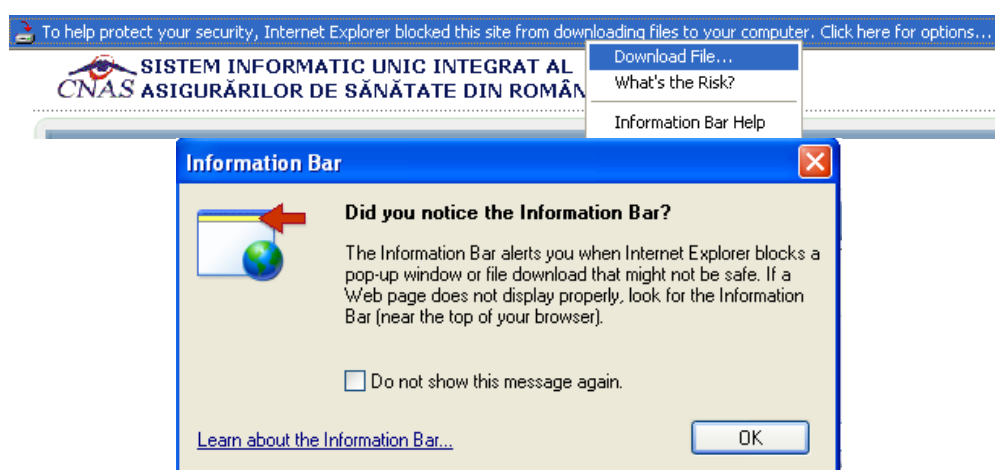 To help protect your security, Internet Explorer blocked this site from downloading files to your computer. Click here for options...
Download File...
What's the Risk?
Information Bar Help
CNAS
SISTEM INFORMATIC UNIC INTEGRAT AL
ASIGURĂRILOR DE SĂNĂTATE DIN
Information Bar
Did you notice the Information Bar?
The Information Bar alerts you when Internet Explorer blocks a
pop-up window or file download that might not be safe. If a
Web page does not display properly, look for the Information
Bar (near the top of your browser).
Do not show this message again.
Learn about the Information Bar...
OK